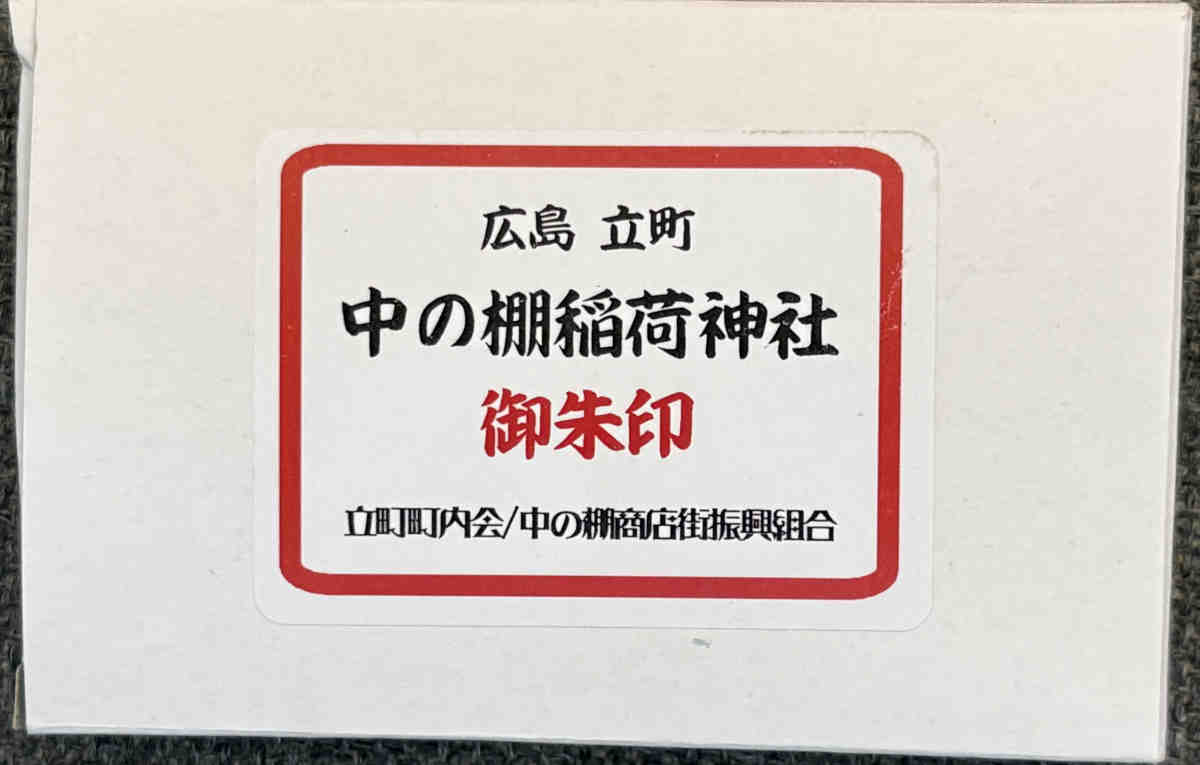 広島 立町
中の棚稲荷神社
御朱印
立町町内会/中の棚商店街振興組合